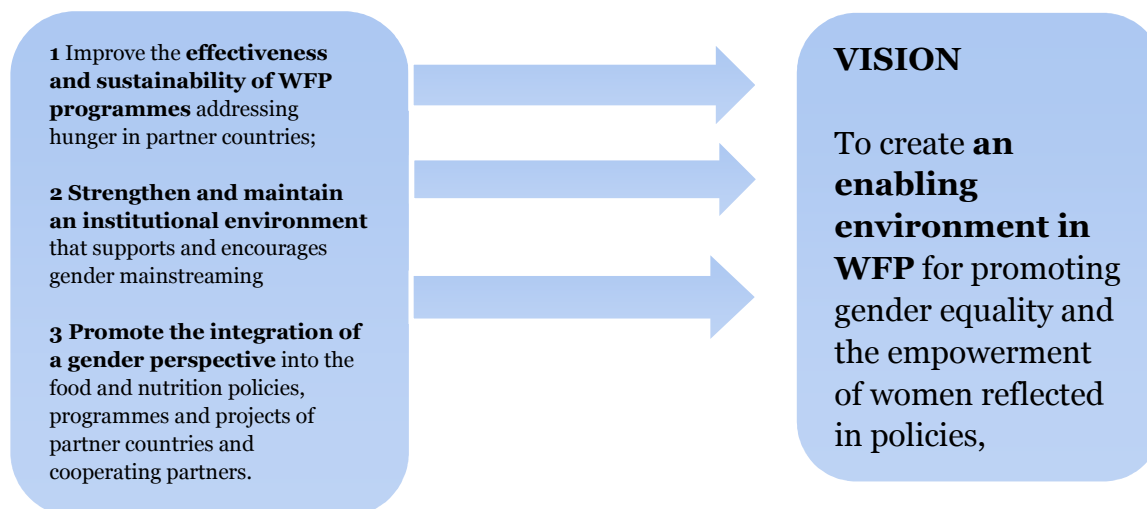 1 Improve the effectiveness
and sustainability of WFP
programmes addressing
hunger in partner countries;
2 Strengthen and maintain
an institutional environment
that supports and encourages
gender mainstreaming
3 Promote the integration of
a gender perspective into the
food and nutrition policies,
programmes and projects of
partner countries and
cooperating partners.
VISION
To create an
enabling
environment in
WFP for promoting
gender equality and
the empowerment
of women reflected
in policies,